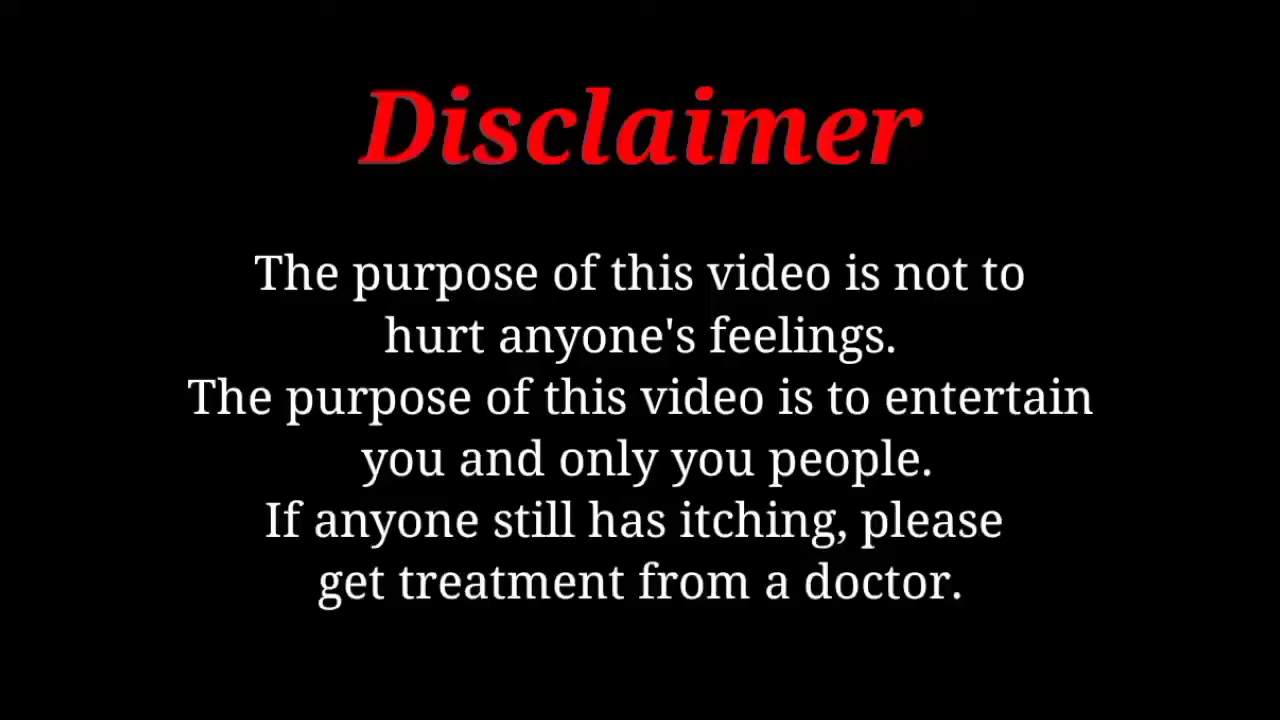 Disclaimer
The purpose of this video is not to
hurt anyone's feelings.
The purpose of this video is to entertain
you and only you people.
If anyone still has itching, please
get treatment from a doctor.